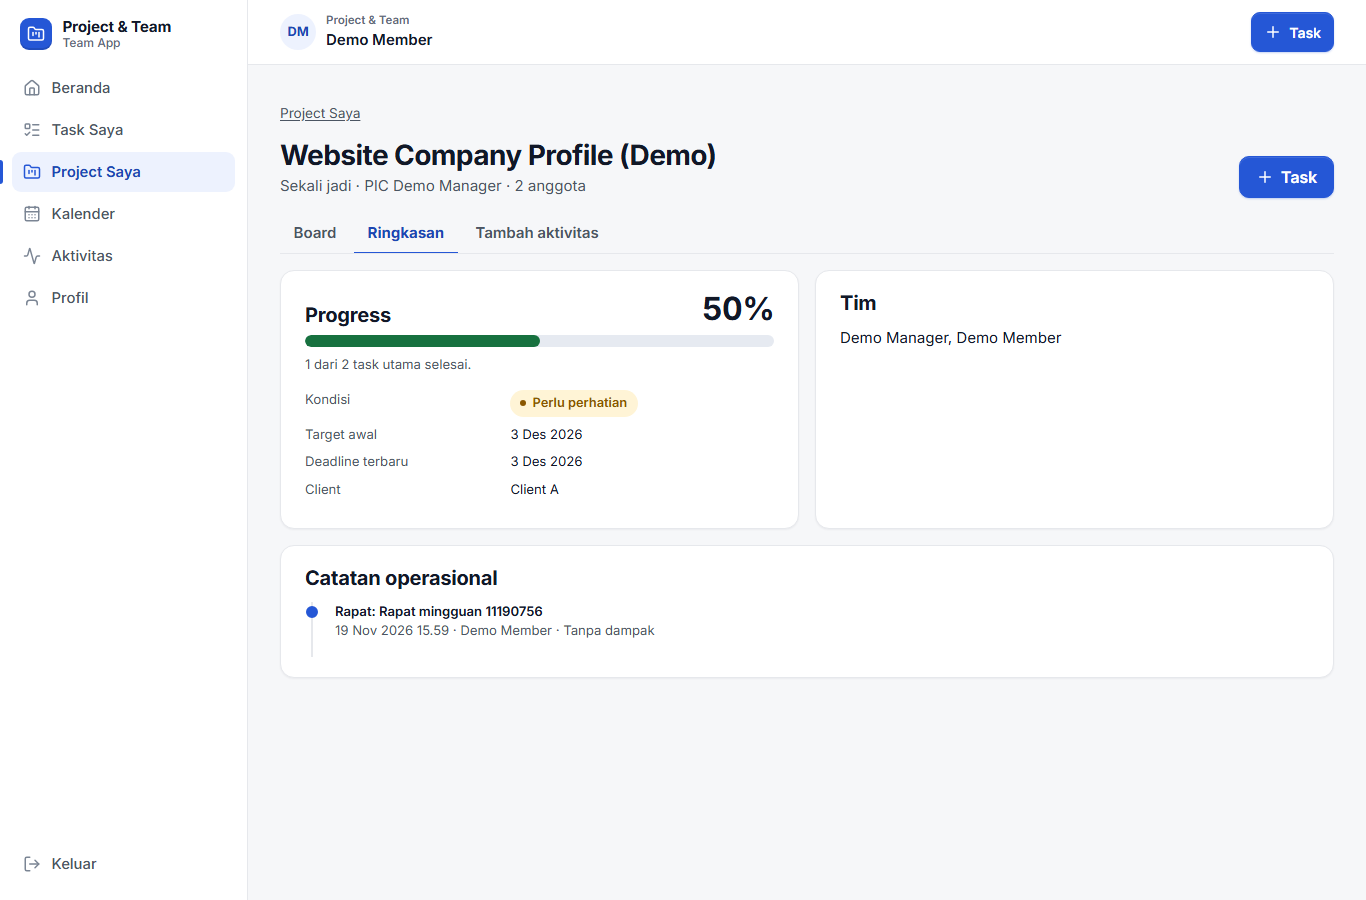 Project & Team
Team App
Beranda
Task Saya
Project Saya
Kalender
Aktivitas
Profil
Keluar
DM
Project & Team
Demo Member
+ Task
Project Saya
Website Company Profile (Demo)
Sekali jadi · PIC Demo Manager · 2 anggota
+ Task
Board
Ringkasan
Tambah aktivitas
Progress
50%
1 dari 2 task utama selesai.
Kondisi
Perlu perhatian
Target awal
3 Des 2026
Deadline terbaru
3 Des 2026
Client
Client A
Tim
Demo Manager, Demo Member
Catatan operasional
Rapat: Rapat mingguan 11190756
19 Nov 2026 15.59 · Demo Member · Tanpa dampak